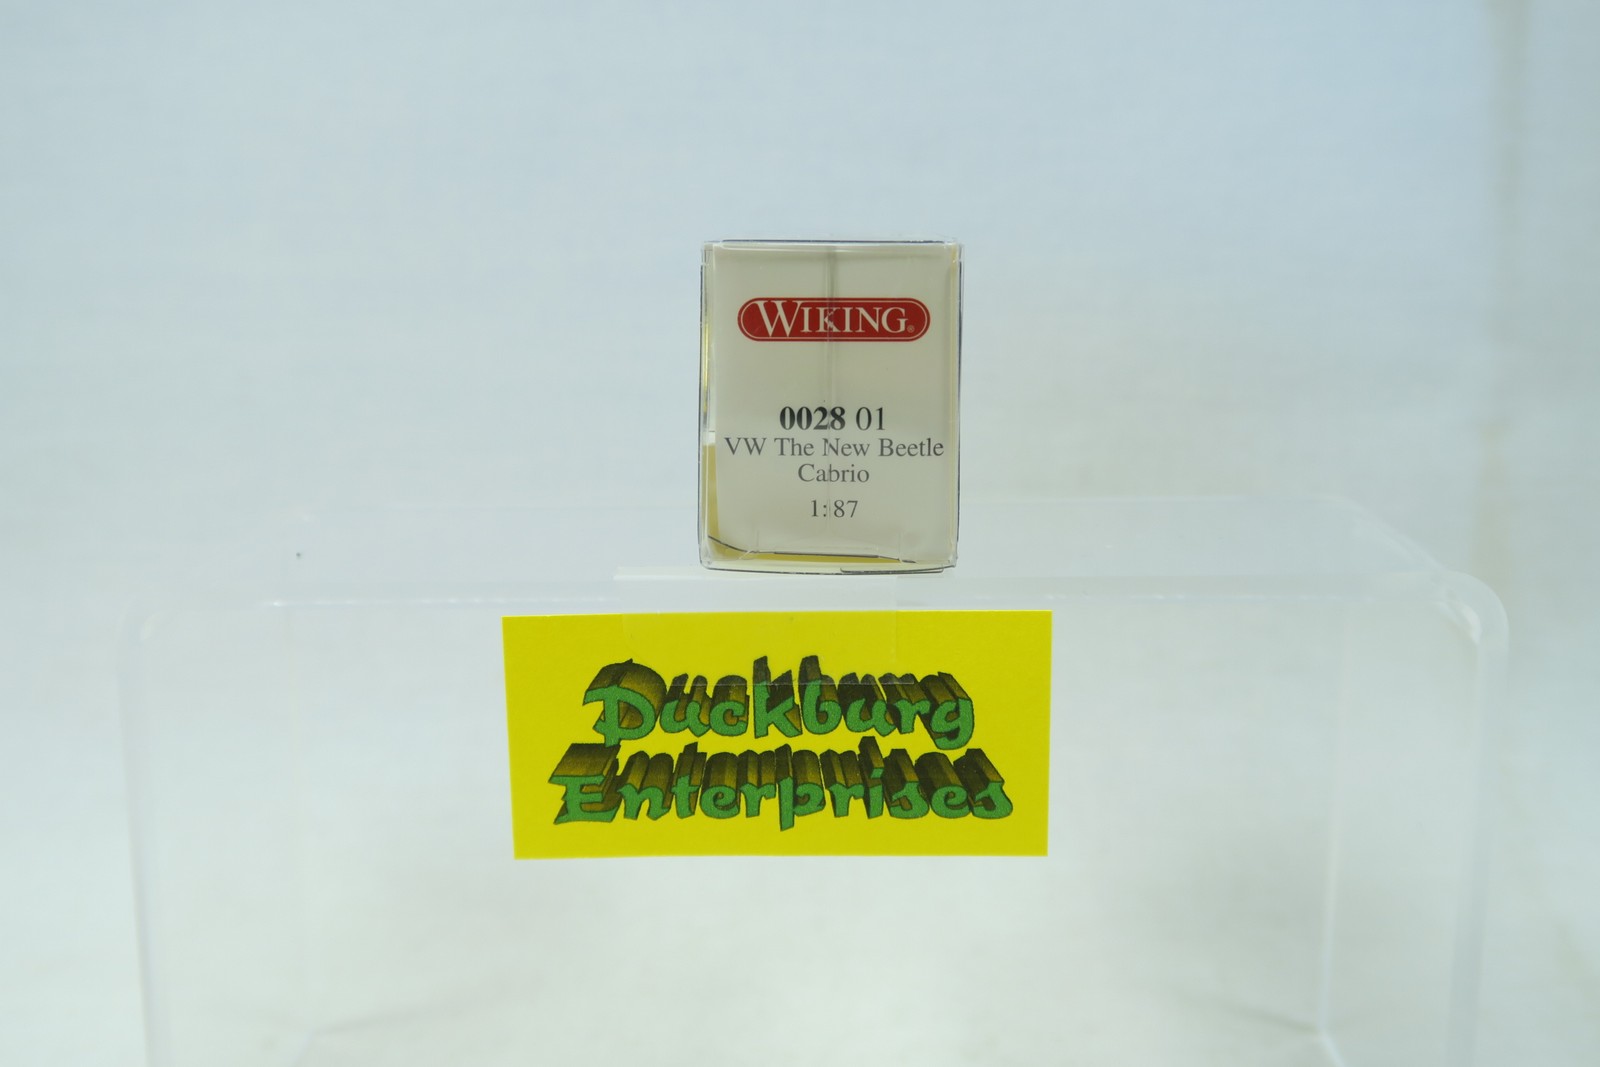 WIKING®
0028 01
VW The New Beetle
Cabrio
1:87
Duckburg
Enterprises